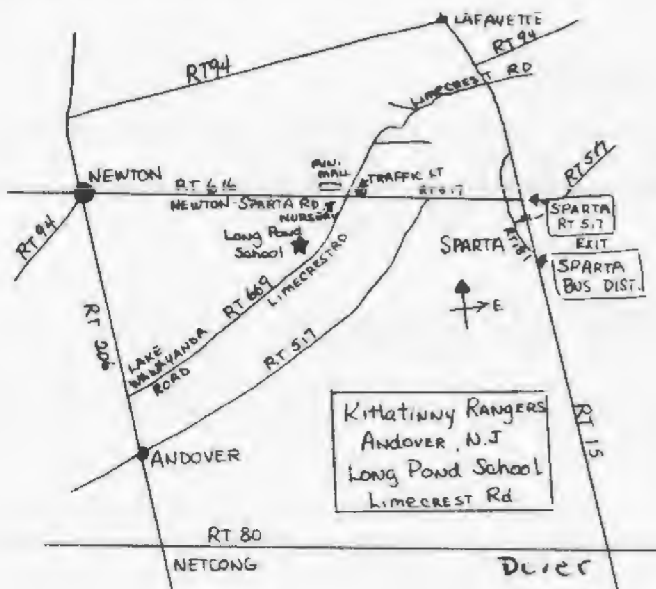 LAFAYETTE
RT94
RT 94
LIMECREST RD
NEWTON
MINI
MALL
TRAFFIC LT
RT 616
NEWTON-SPARTA RD
NURSERY
RT 517
RT 517
SPARTA
RT 517
EXIT
RT 94
Long Pond
School
SPARTA
RT 181
SPARTA
BUS DIST.
E
RT 669
LIMECREST RD
RT 206
LAKE
WAWAYANDA
ROAD
RT 517
Kittatinny Rangers
Andover, N.J
Long Pond School
Limecrest Rd
RT 15
ANDOVER
RT 80
NETCONG
Dover